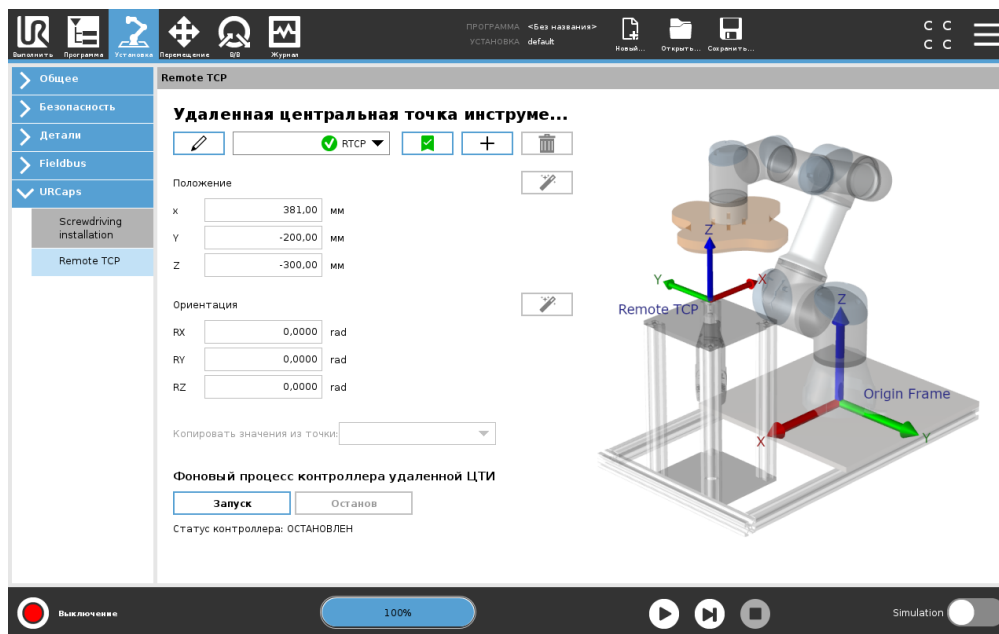 ПРОГРАММА <Без названия>
УСТАНОВКА default
C C
C C
Выполнить Программа Установка Перемещение В/В Журнал
Новый... Открыть... Сохранить...
Общее
Безопасность
Детали
Fieldbus
URCaps
Screwdriving
installation
Remote TCP
Remote TCP
Удаленная центральная точка инструме...
RTCP
Положение
X 381,00 мм
Y -200,00 мм
Z -300,00 мм
Ориентация
RX 0,0000 rad
RY 0,0000 rad
RZ 0,0000 rad
Копировать значения из точки:
Фоновый процесс контроллера удаленной ЦТИ
Запуск Останов
Статус контроллера: ОСТАНОВЛЕН
Z
Y X
Remote TCP
Z
Origin Frame
X Y
Выключение
100%
Simulation